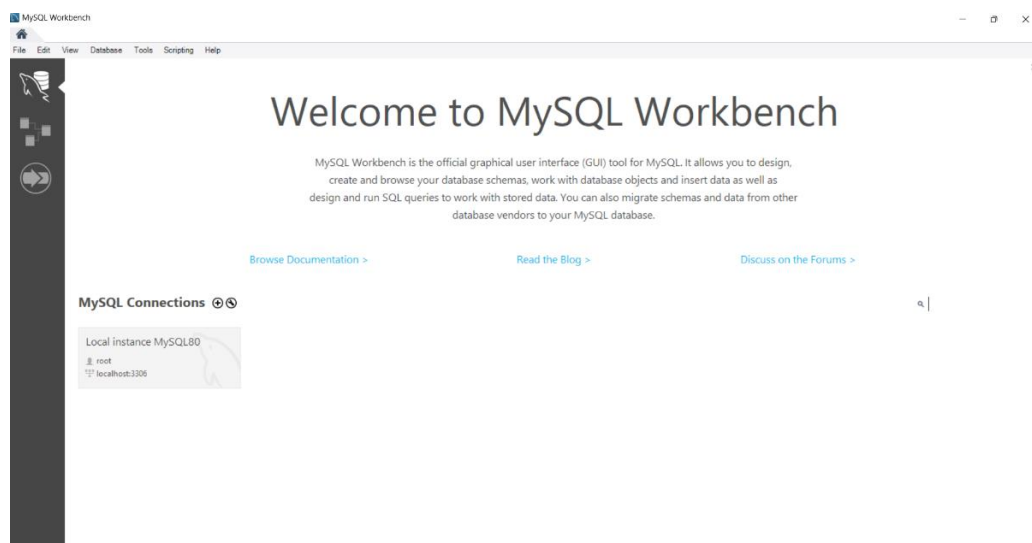 MySQL Workbench
File Edit View Database Tools Scripting Help
Welcome to MySQL Workbench
MySQL Workbench is the official graphical user interface (GUI) tool for MySQL. It allows you to design,
create and browse your database schemas, work with database objects and insert data as well as
design and run SQL queries to work with stored data. You can also migrate schemas and data from other
database vendors to your MySQL database.
Browse Documentation > Read the Blog > Discuss on the Forums >
MySQL Connections
Local instance MySQL80
root
localhost:3306